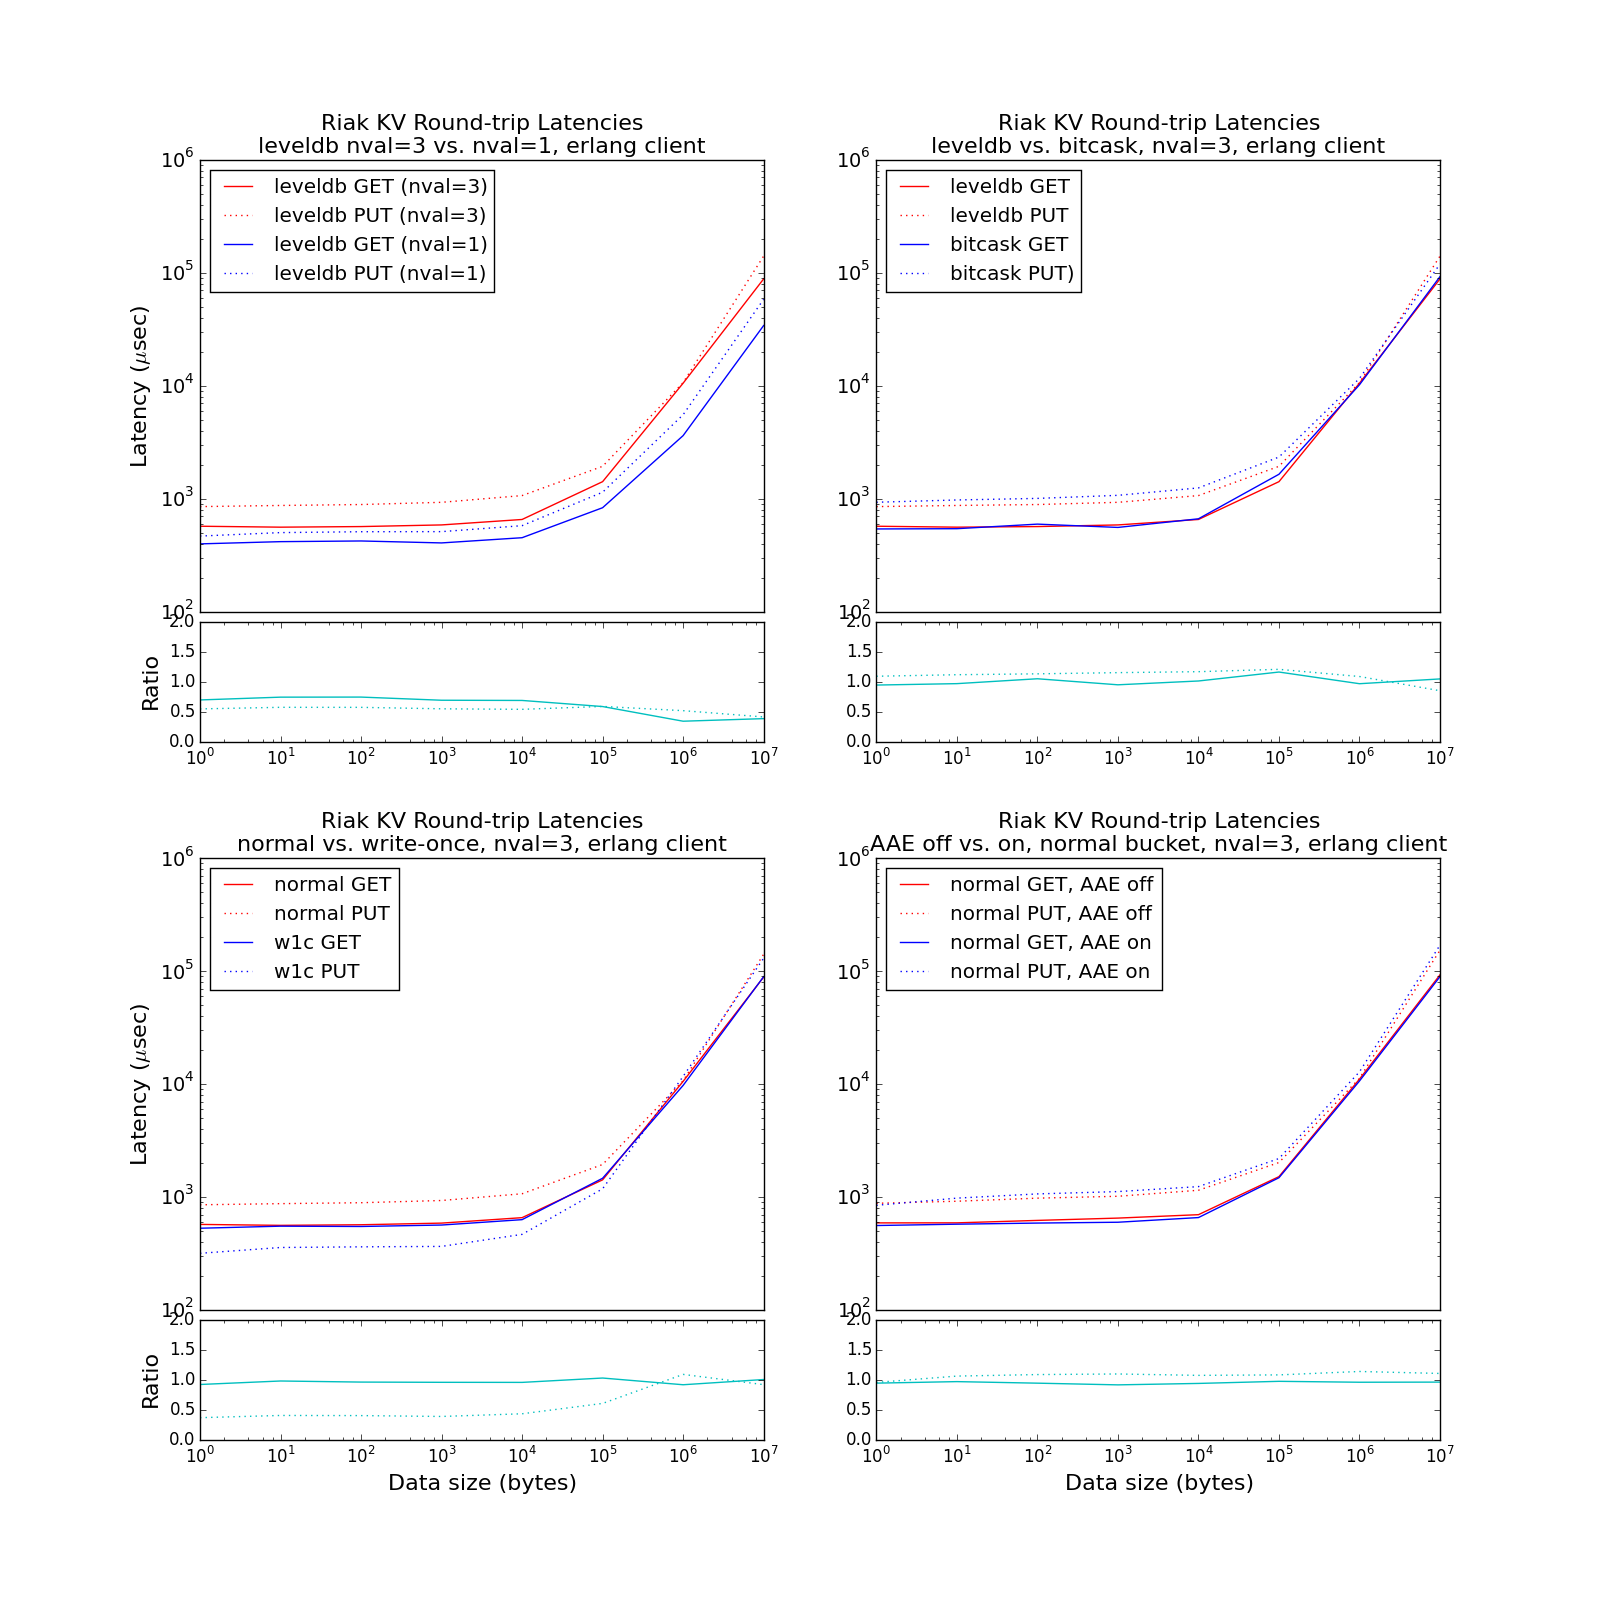 Riak KV Round-trip Latencies
leveldb nval=3 vs. nval=1, erlang client
10^6
10^5
10^4
10^3
10^2
Latency (μsec)
leveldb GET (nval=3)
leveldb PUT (nval=3)
leveldb GET (nval=1)
leveldb PUT (nval=1)
2.0
1.5
1.0
0.5
0.0
Ratio
10^0 10^1 10^2 10^3 10^4 10^5 10^6 10^7
Riak KV Round-trip Latencies
leveldb vs. bitcask, nval=3, erlang client
10^6
10^5
10^4
10^3
10^2
leveldb GET
leveldb PUT
bitcask GET
bitcask PUT)
2.0
1.5
1.0
0.5
0.0
10^0 10^1 10^2 10^3 10^4 10^5 10^6 10^7
Riak KV Round-trip Latencies
normal vs. write-once, nval=3, erlang client
10^6
10^5
10^4
10^3
10^2
Latency (μsec)
normal GET
normal PUT
w1c GET
w1c PUT
2.0
1.5
1.0
0.5
0.0
Ratio
10^0 10^1 10^2 10^3 10^4 10^5 10^6 10^7
Data size (bytes)
Riak KV Round-trip Latencies
AAE off vs. on, normal bucket, nval=3, erlang client
10^6
10^5
10^4
10^3
10^2
normal GET, AAE off
normal PUT, AAE off
normal GET, AAE on
normal PUT, AAE on
2.0
1.5
1.0
0.5
0.0
10^0 10^1 10^2 10^3 10^4 10^5 10^6 10^7
Data size (bytes)